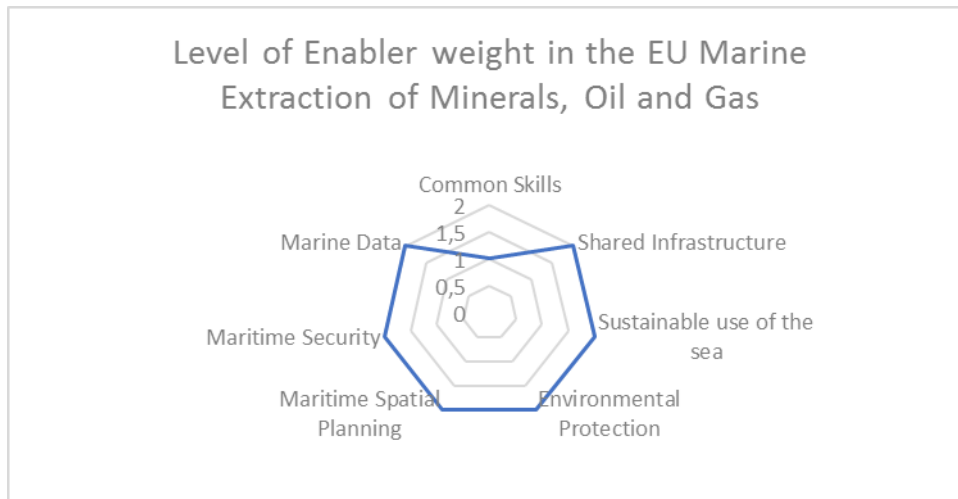 Level of Enabler weight in the EU Marine
Extraction of Minerals, Oil and Gas
Common Skills
2
1,5
1
0,5
0
Marine Data
Shared Infrastructure
Maritime Security
Sustainable use of the
sea
Maritime Spatial
Planning
Environmental
Protection